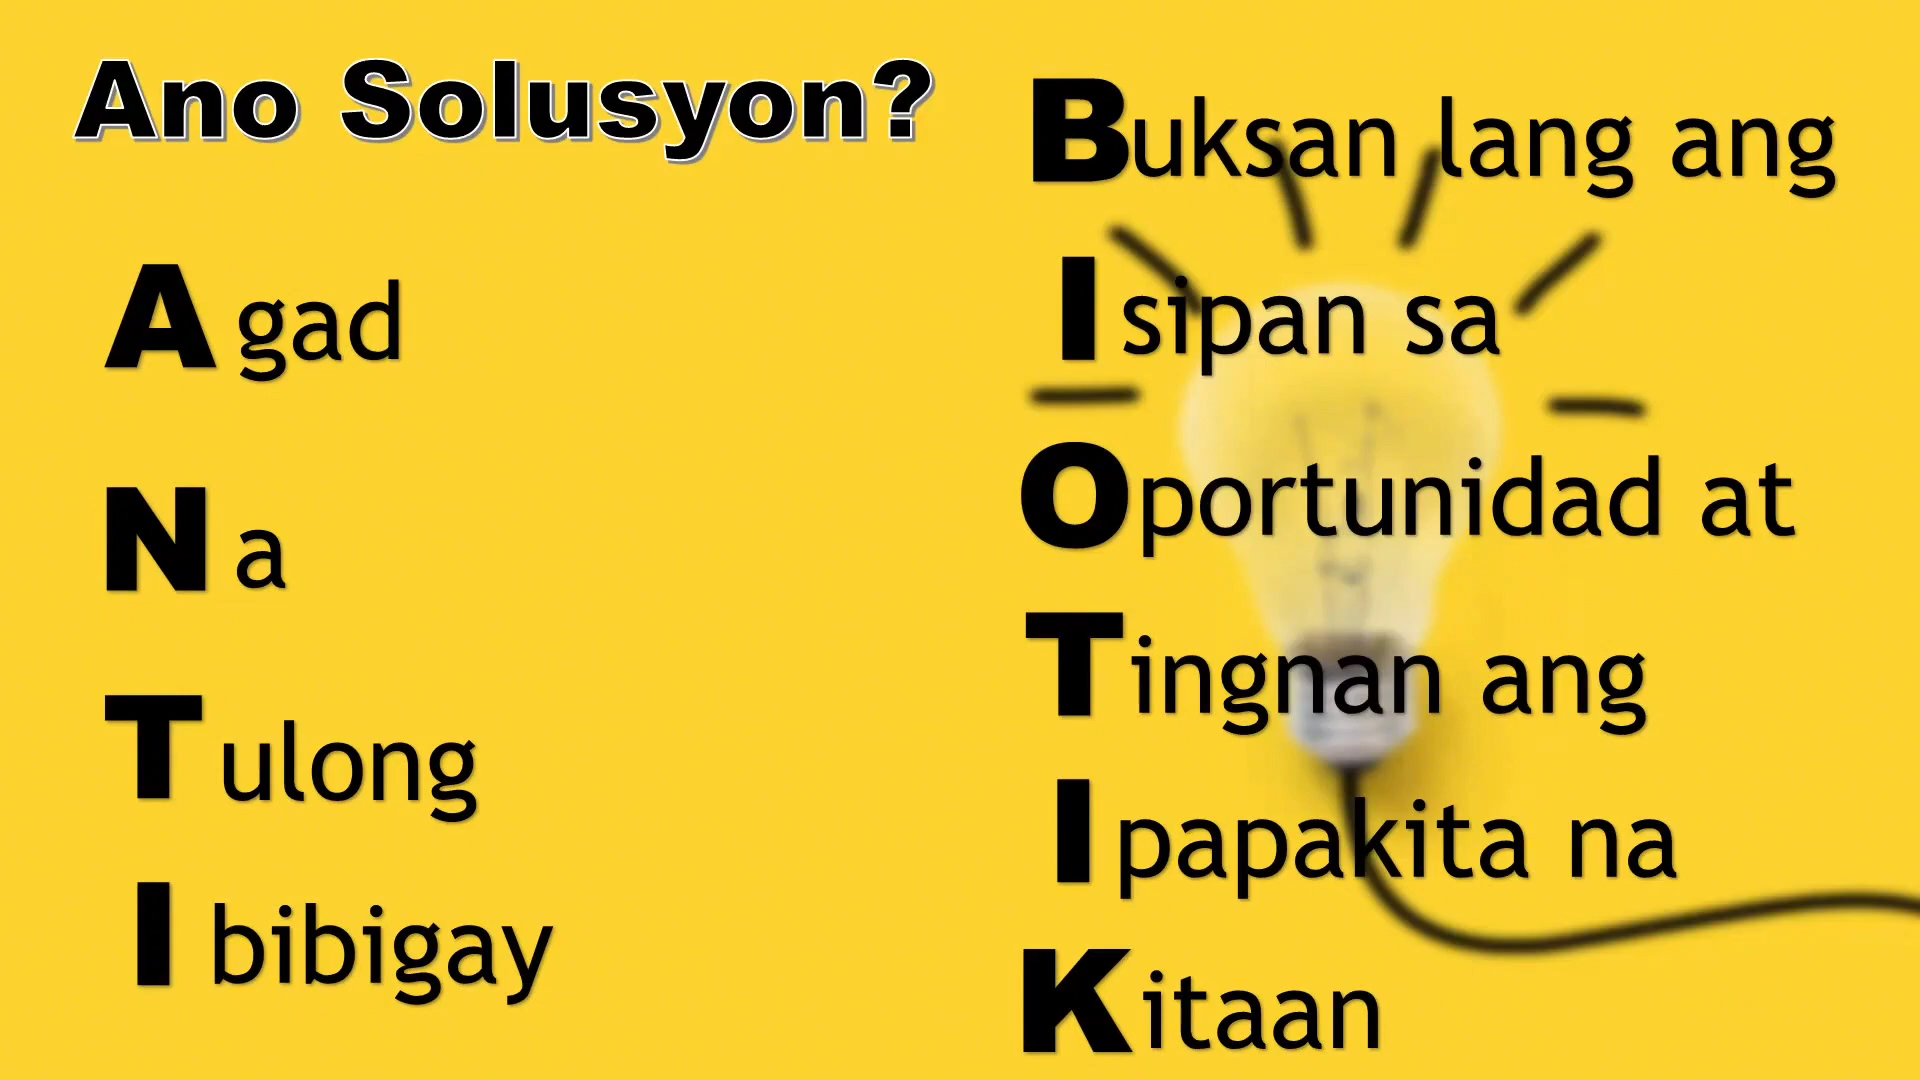 Ano Solusyon?
Agad
Na
Tulong
Ibibigay
Buksan lang ang
Isipan sa
Oportunidad at
Tingnan ang
Ipapakita na
Kitaan